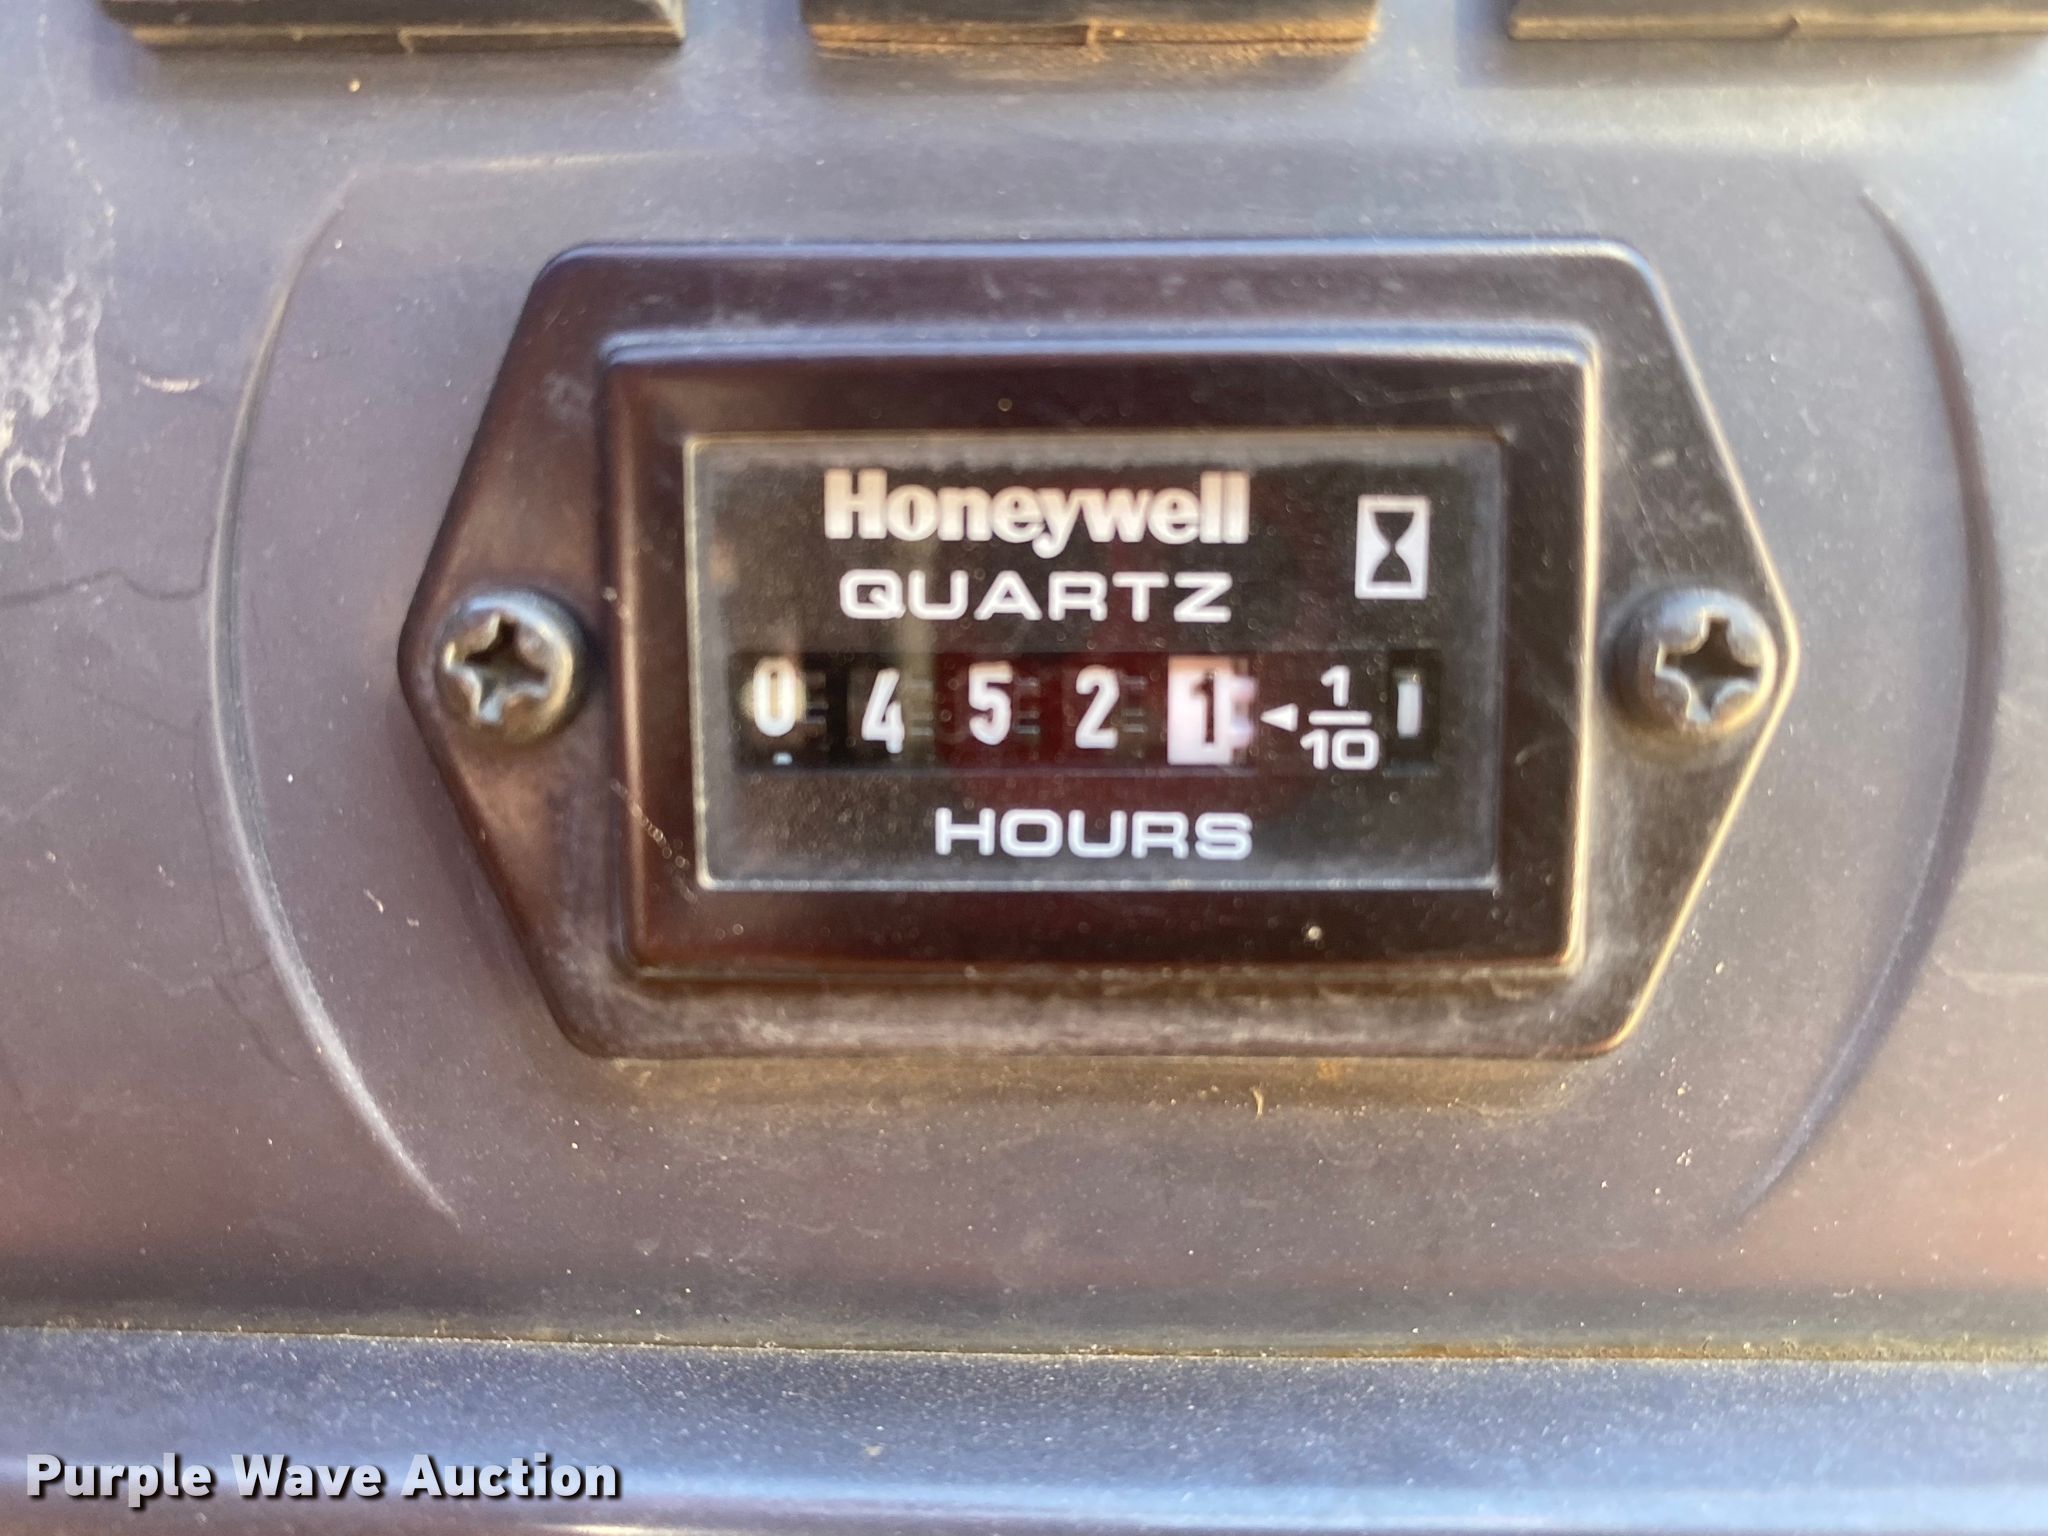 Honeywell
QUARTZ
0 4 5 2 1 ◄ 1/10
HOURS
Purple Wave Auction